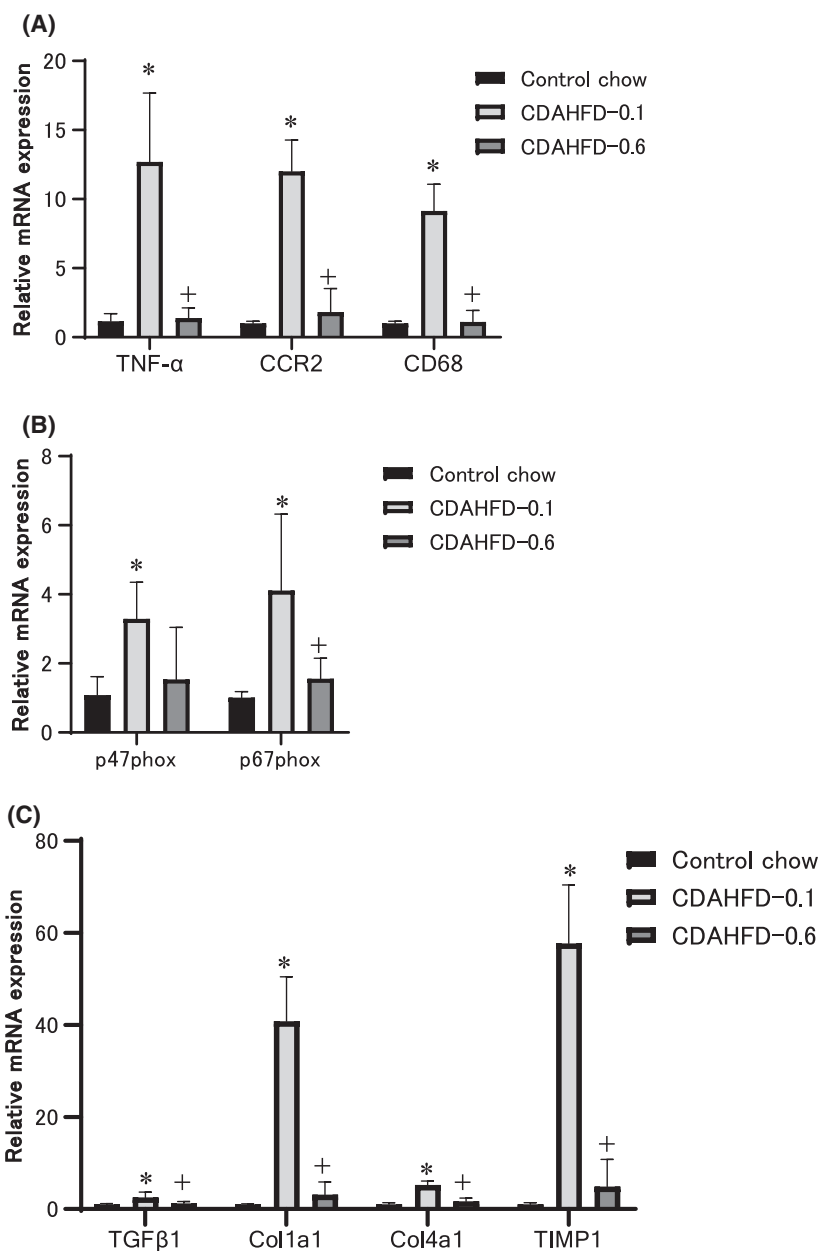 (A)
Relative mRNA expression
20
15
10
5
0
*
+
*
+
*
+
TNF-α
CCR2
CD68
Control chow
CDAHFD-0.1
CDAHFD-0.6
(B)
Relative mRNA expression
8
6
4
2
0
*
*
+
p47phox
p67phox
Control chow
CDAHFD-0.1
CDAHFD-0.6
(C)
Relative mRNA expression
80
60
40
20
0
*
+
*
+
*
+
*
+
TGFβ1
Col1a1
Col4a1
TIMP1
Control chow
CDAHFD-0.1
CDAHFD-0.6